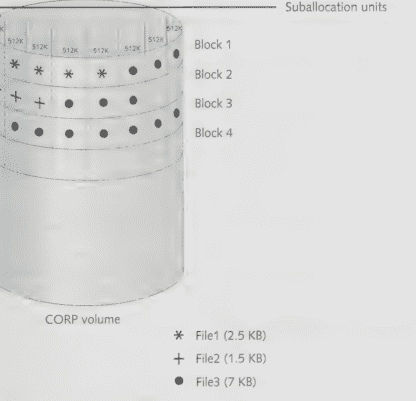 Suballocation units
512K
512K 512K
512K 512K 512K 512K
Block 1
Block 2
Block 3
Block 4
CORP volume
* File1 (2.5 KB)
+ File2 (1.5 KB)
● File3 (7 KB)